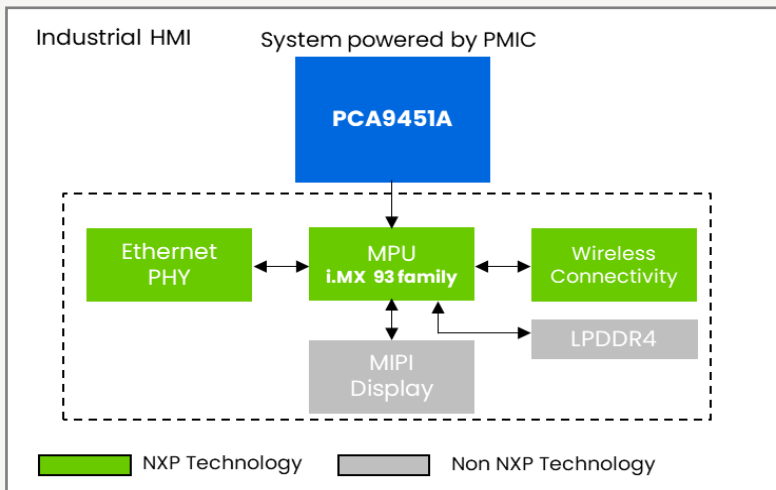 Industrial HMI
System powered by PMIC
PCA9451A
Ethernet
PHY
MPU
i.MX 93 family
Wireless
Connectivity
LPDDR4
MIPI
Display
NXP Technology
Non NXP Technology